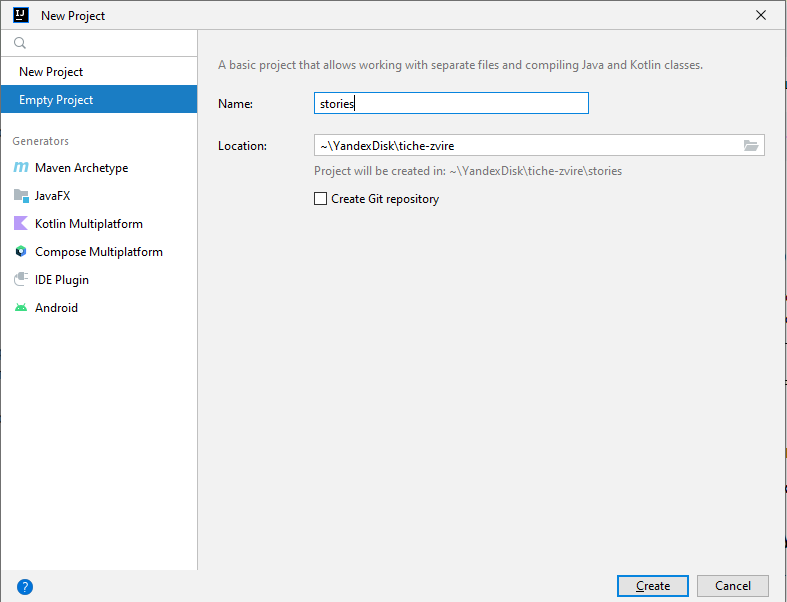 New Project
New Project
Empty Project
Generators
Maven Archetype
JavaFX
Kotlin Multiplatform
Compose Multiplatform
IDE Plugin
Android
A basic project that allows working with separate files and compiling Java and Kotlin classes.
Name: stories
Location: ~\YandexDisk\tiche-zvire
Project will be created in: ~\YandexDisk\tiche-zvire\stories
Create Git repository
? Create Cancel